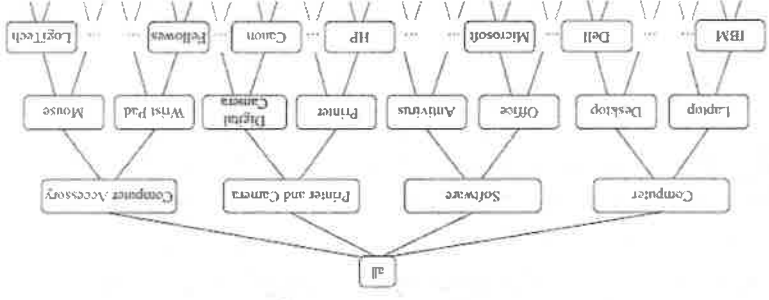 all
Computer
Software
Printer and Camera
Computer Accessory
Laptop
Desktop
Office
Antivirus
Printer
Digital
Camera
Wrist Pad
Mouse
IBM ... Dell ... Microsoft ... HP ... Canon ... Fellowes ... LogiTech